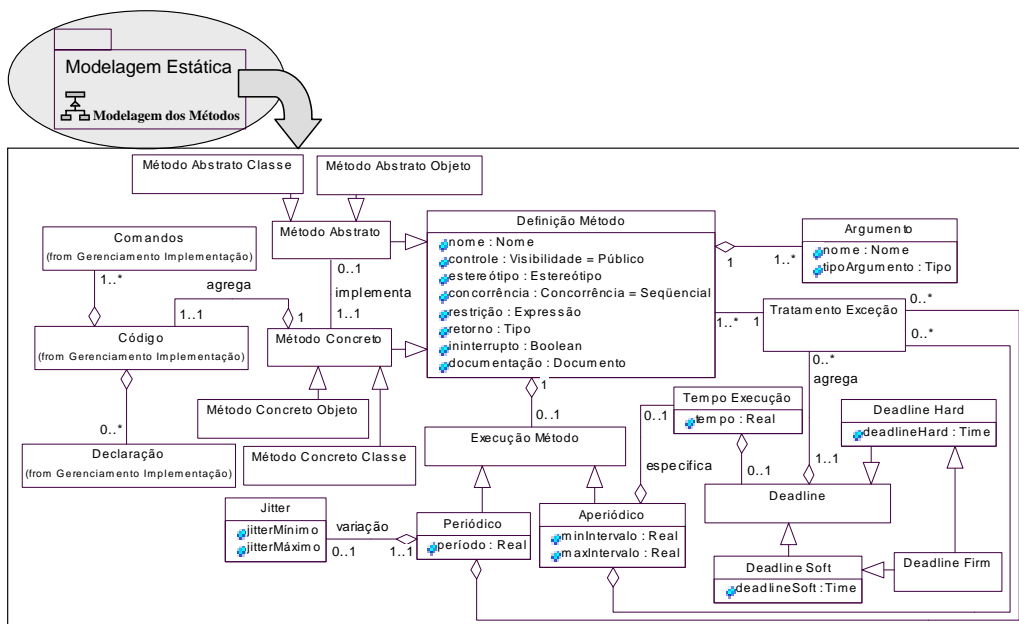 Modelagem Estática
Modelagem dos Métodos
Método Abstrato Classe
Método Abstrato Objeto
Definição Método
nome : Nome
controle : Visibilidade = Público
estereótipo : Estereótipo
concorrência : Concorrência = Seqüencial
restrição : Expressão
retorno : Tipo
ininterrupto : Boolean
documentação : Documento
Argumento
nome : Nome
tipoArgumento : Tipo
1
1..*
Método Abstrato
0..1
implementa
1..1
Comandos
(from Gerenciamento Implementação)
1..*
agrega
1..1
1
Código
(from Gerenciamento Implementação)
Método Concreto
0..*
Declaração
(from Gerenciamento Implementação)
Método Concreto Objeto
Método Concreto Classe
1..*
1
Tratamento Exceção
0..*
0..*
0..*
agrega
1..1
1
0..1
Execução Método
Tempo Execução
tempo : Real
0..1
especifica
0..1
Deadline Hard
deadlineHard : Time
Deadline
Jitter
jitterMínimo
jitterMáximo
variação
0..1
1..1
Periódico
período : Real
Aperiódico
minIntervalo : Real
maxIntervalo : Real
Deadline Soft
deadlineSoft : Time
Deadline Firm